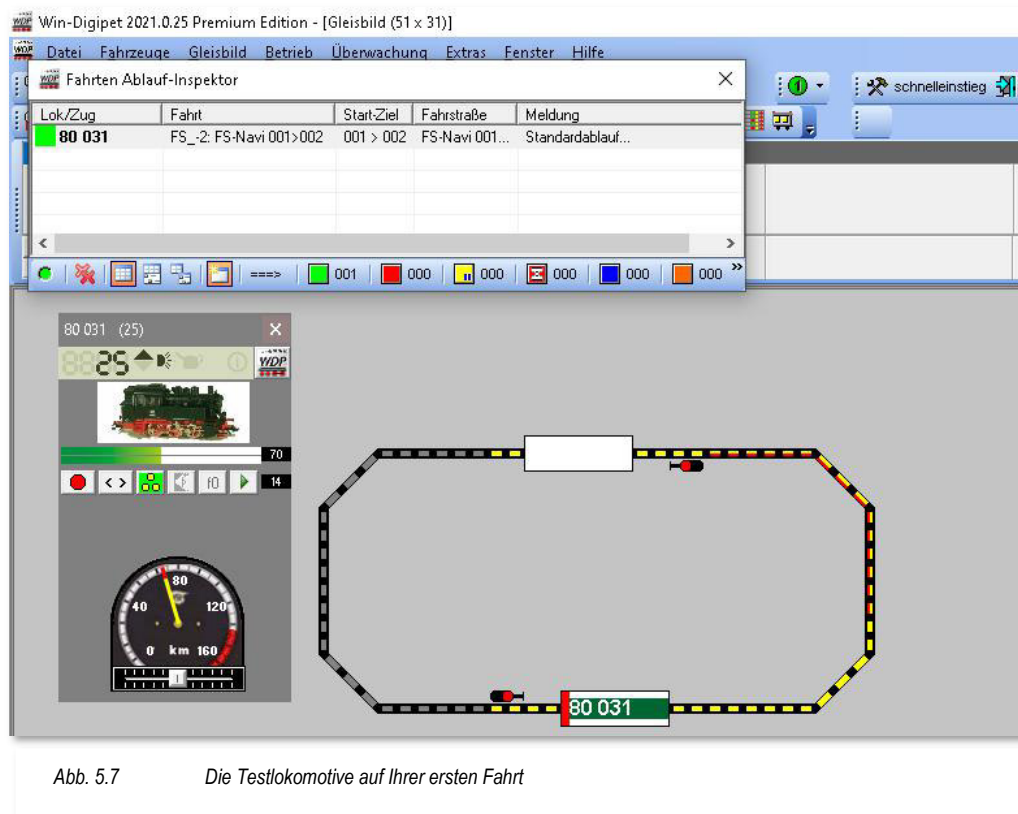 Win-Digipet 2021.0.25 Premium Edition - [Gleisbild (51 x 31)]
Datei Fahrzeuge Gleisbild Betrieb Überwachung Extras Fenster Hilfe
Fahrten Ablauf-Inspektor
1 schnelleinstieg
Lok/Zug Fahrt Start-Ziel Fahrstraße Meldung
80 031 FS_-2: FS-Navi 001>002 001 > 002 FS-Navi 001... Standardablauf...
===> 001 000 000 000 000 000 »
80 031 (25)
25 WDP
70
< > f0 14
80
40 120
0 km 160
80 031
Abb. 5.7 Die Testlokomotive auf Ihrer ersten Fahrt